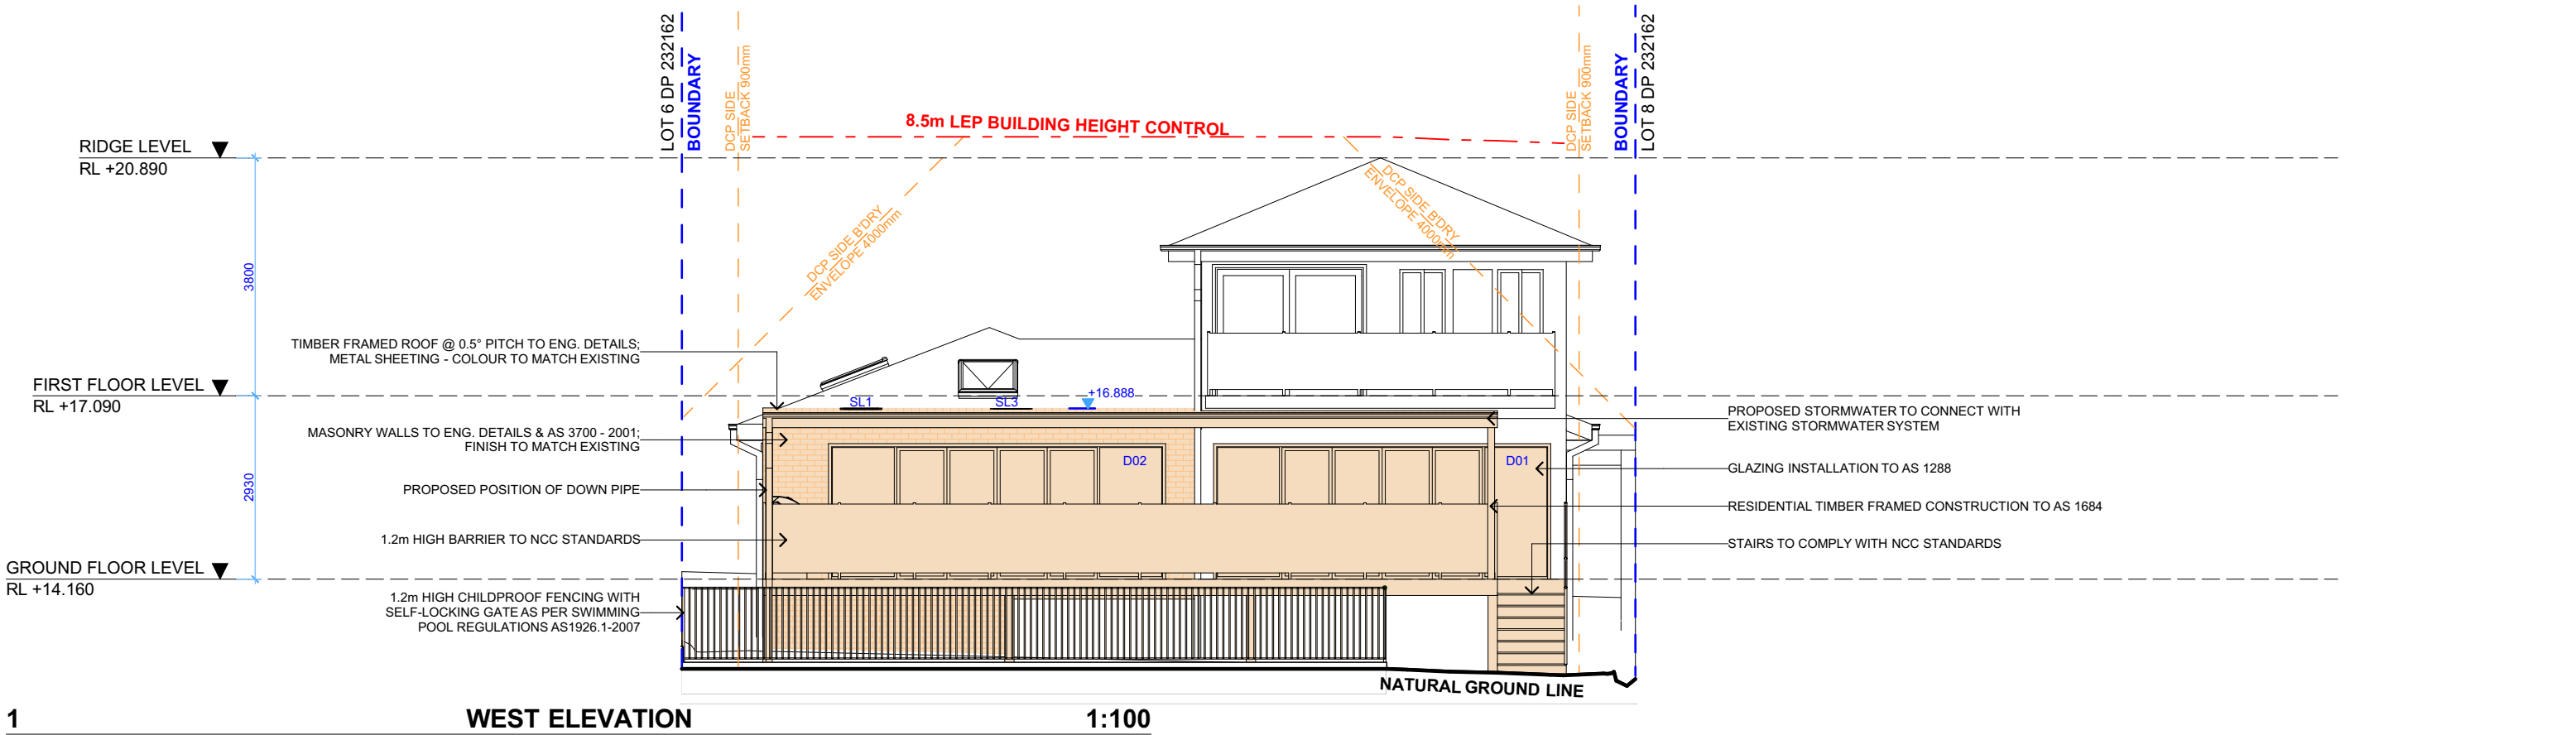 LOT 6 DP 232162
BOUNDARY
DCP SIDE
SETBACK 900mm
8.5m LEP BUILDING HEIGHT CONTROL
DCP SIDE
SETBACK 900mm
BOUNDARY
LOT 8 DP 232162
RIDGE LEVEL
RL +20.890
DCP SIDE B'DRY
ENVELOPE 4000mm
DCP SIDE B'DRY
ENVELOPE 4000mm
3800
TIMBER FRAMED ROOF @ 0.5° PITCH TO ENG. DETAILS;
METAL SHEETING - COLOUR TO MATCH EXISTING
FIRST FLOOR LEVEL
RL +17.090
SL1
SL3
+16.888
MASONRY WALLS TO ENG. DETAILS & AS 3700 - 2001;
FINISH TO MATCH EXISTING
PROPOSED STORMWATER TO CONNECT WITH
EXISTING STORMWATER SYSTEM
D02
D01
GLAZING INSTALLATION TO AS 1288
2930
PROPOSED POSITION OF DOWN PIPE
RESIDENTIAL TIMBER FRAMED CONSTRUCTION TO AS 1684
1.2m HIGH BARRIER TO NCC STANDARDS
STAIRS TO COMPLY WITH NCC STANDARDS
GROUND FLOOR LEVEL
RL +14.160
1.2m HIGH CHILDPROOF FENCING WITH
SELF-LOCKING GATE AS PER SWIMMING
POOL REGULATIONS AS1926.1-2007
NATURAL GROUND LINE
1 WEST ELEVATION 1:100